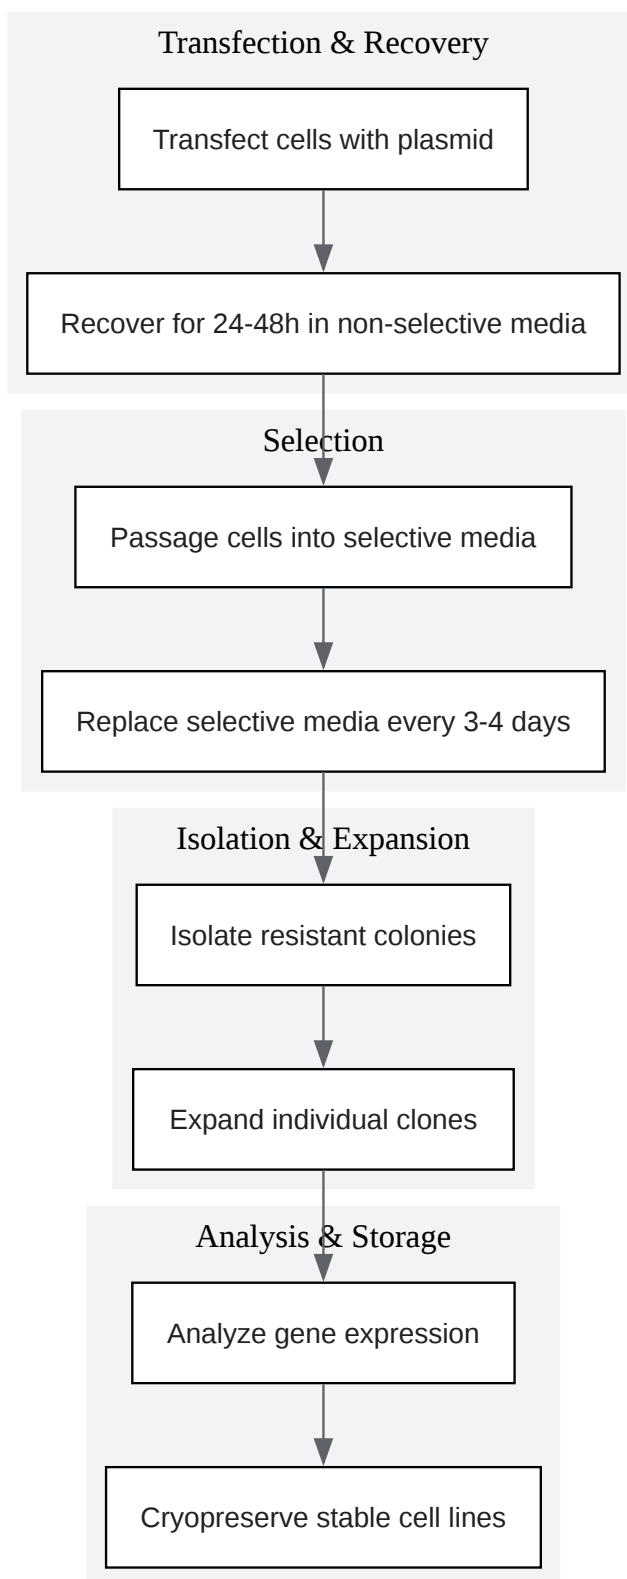 Transfection & Recovery
Transfect cells with plasmid
Recover for 24-48h in non-selective media
Selection
Passage cells into selective media
Replace selective media every 3-4 days
Isolation & Expansion
Isolate resistant colonies
Expand individual clones
Analysis & Storage
Analyze gene expression
Cryopreserve stable cell lines